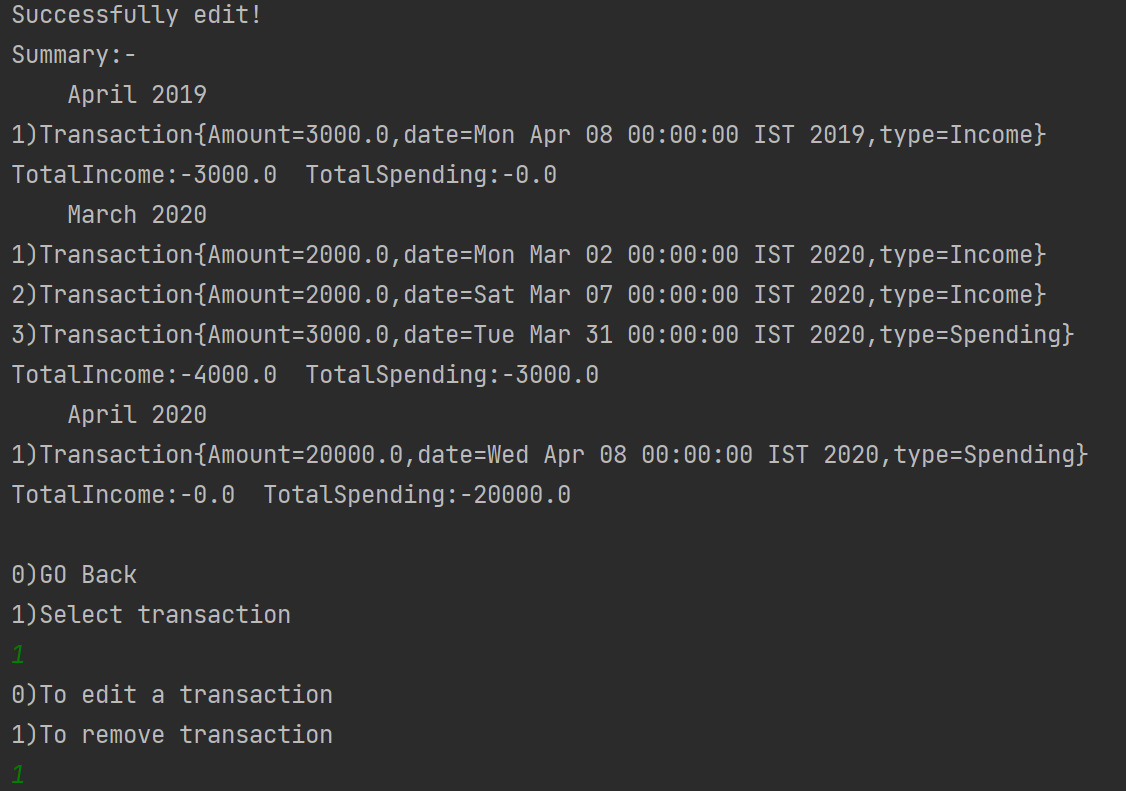 Successfully edit!
Summary:-
    April 2019
1)Transaction{Amount=3000.0,date=Mon Apr 08 00:00:00 IST 2019,type=Income}
TotalIncome:-3000.0  TotalSpending:-0.0
    March 2020
1)Transaction{Amount=2000.0,date=Mon Mar 02 00:00:00 IST 2020,type=Income}
2)Transaction{Amount=2000.0,date=Sat Mar 07 00:00:00 IST 2020,type=Income}
3)Transaction{Amount=3000.0,date=Tue Mar 31 00:00:00 IST 2020,type=Spending}
TotalIncome:-4000.0  TotalSpending:-3000.0
    April 2020
1)Transaction{Amount=20000.0,date=Wed Apr 08 00:00:00 IST 2020,type=Spending}
TotalIncome:-0.0  TotalSpending:-20000.0

0)GO Back
1)Select transaction
1
0)To edit a transaction
1)To remove transaction
1